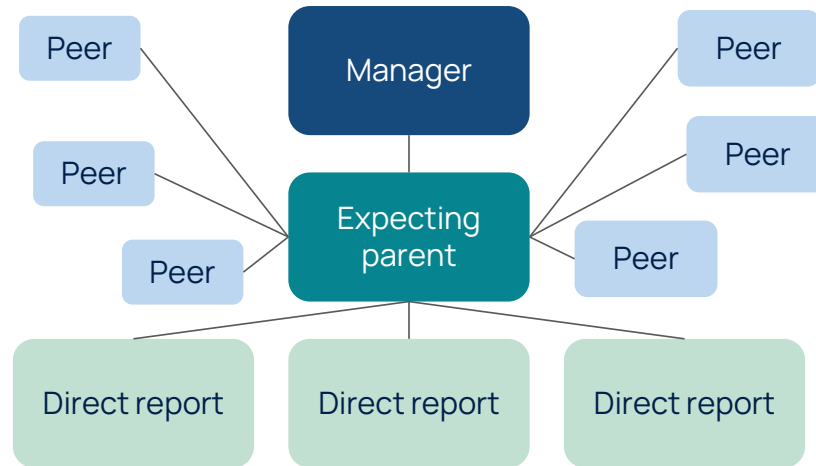 Peer
Manager
Peer
Peer
Peer
Expecting
parent
Peer
Peer
Direct report
Direct report
Direct report